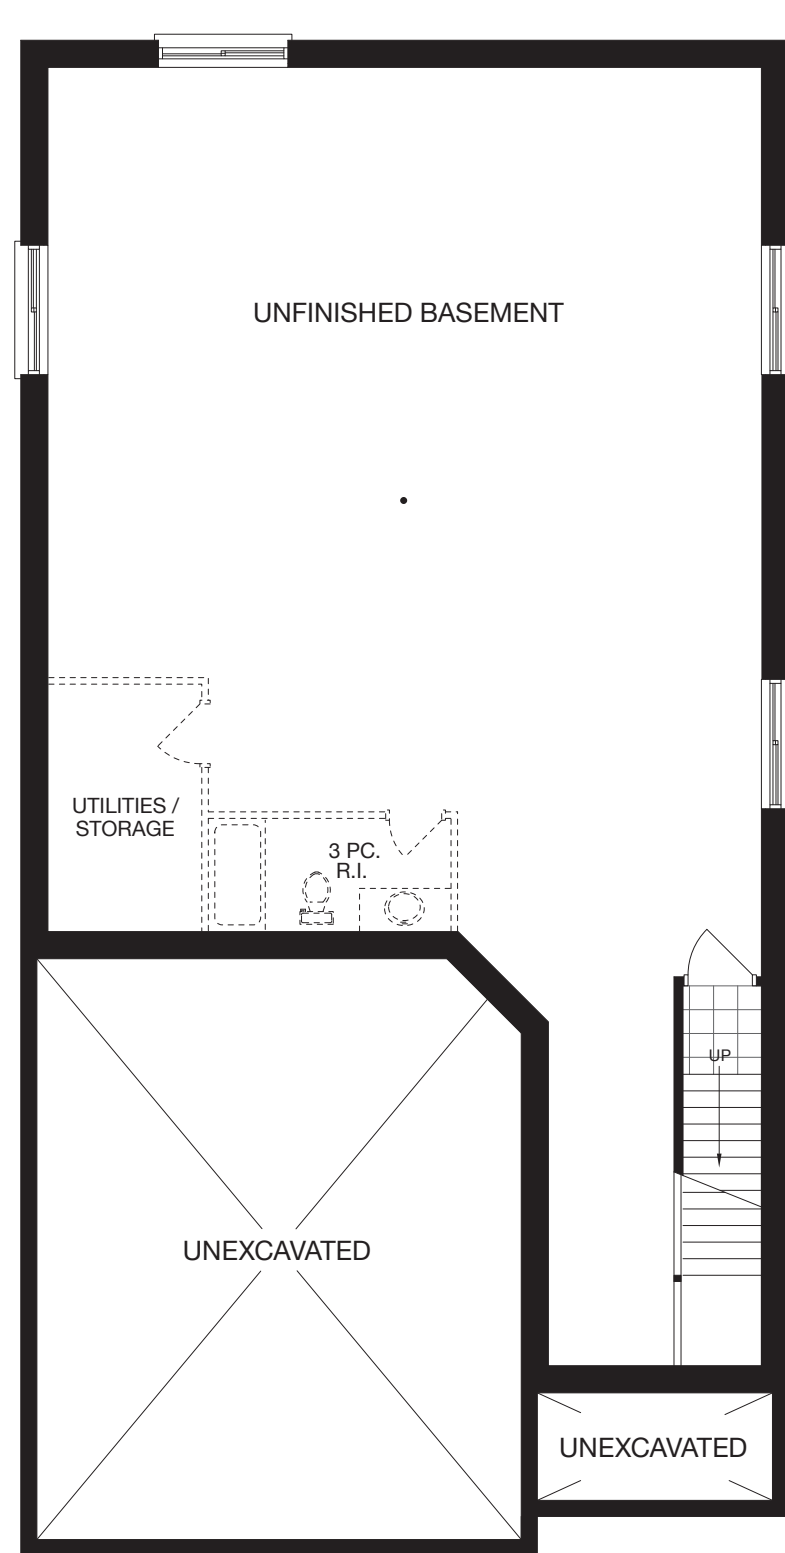 UNFINISHED BASEMENT
UTILITIES /
STORAGE
3 PC.
R.I.
UP
UNEXCAVATED
UNEXCAVATED